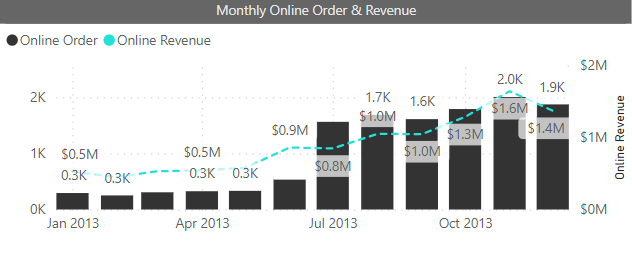 Monthly Online Order & Revenue
Online Order Online Revenue
$2M
2K
1K
0K
$1M
$0M
Online Revenue
$0.5M
0.3K
0.3K
$0.5M
0.3K
0.3K
$0.9M
$0.8M
1.7K
$1.0M
1.6K
$1.0M
$1.3M
2.0K
$1.6M
1.9K
$1.4M
Jan 2013
Apr 2013
Jul 2013
Oct 2013